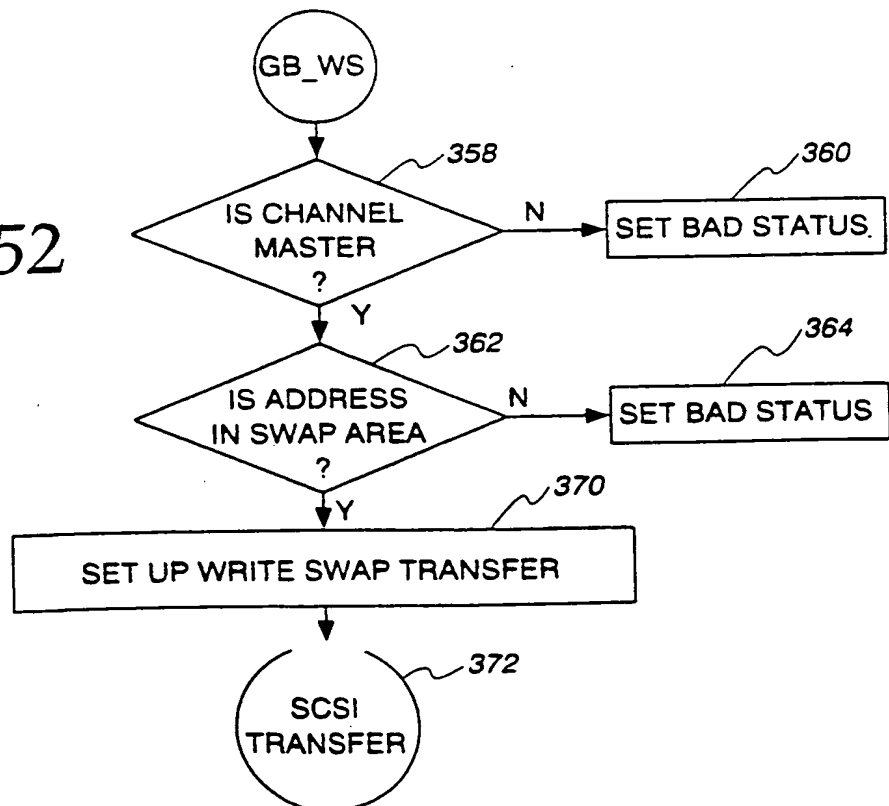 GB_WS
358
IS CHANNEL
MASTER
?
N
360
SET BAD STATUS.
52
Y
362
IS ADDRESS
IN SWAP AREA
?
N
364
SET BAD STATUS
Y
370
SET UP WRITE SWAP TRANSFER
372
SCSI
TRANSFER